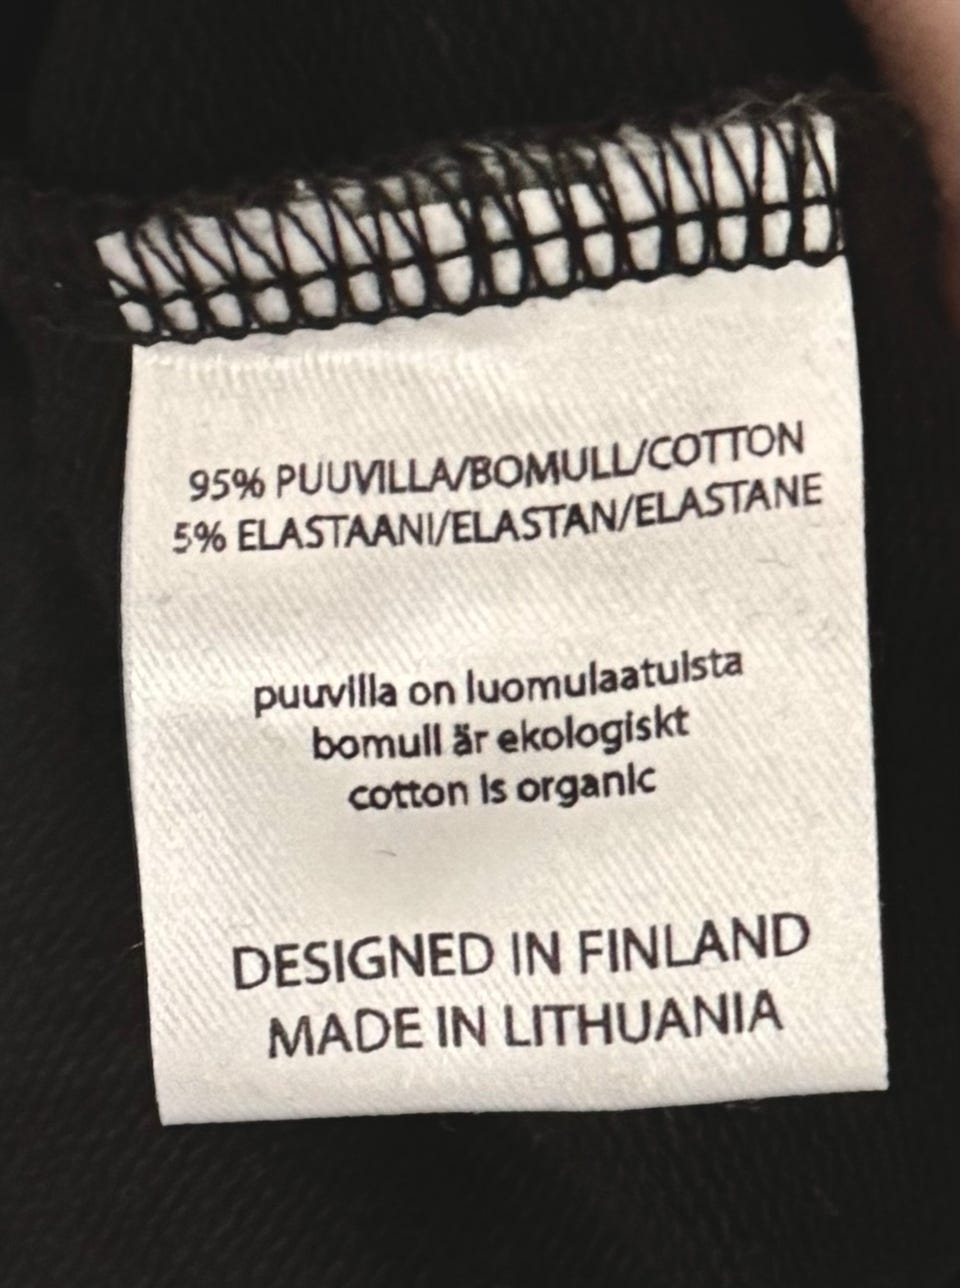 95% PUUVILLA/BOMULL/COTTON
5% ELASTAANI/ELASTAN/ELASTANE
puuvilla on luomulaatuista
bomull är ekologiskt
cotton is organic
DESIGNED IN FINLAND
MADE IN LITHUANIA